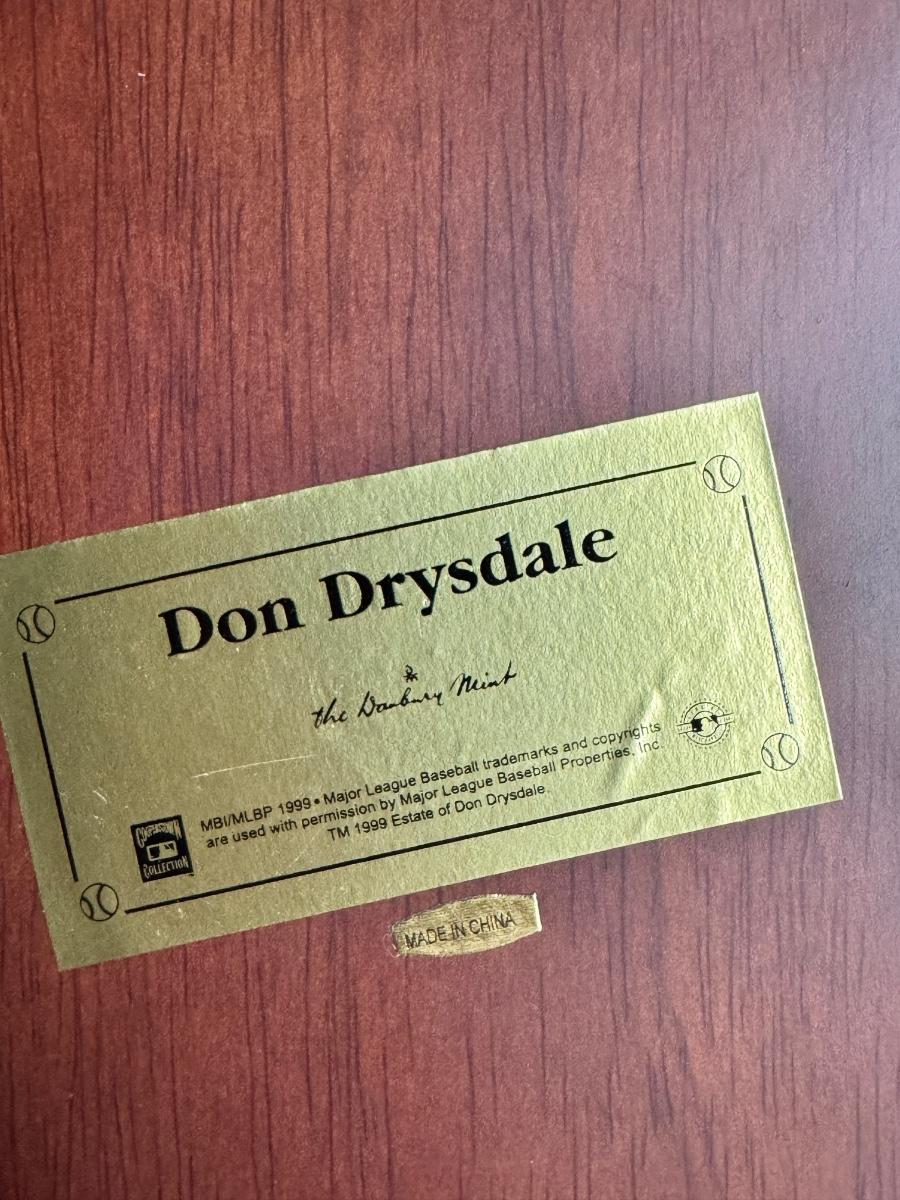 Don Drysdale
the Danbury Mint
MBI/MLBP 1999 • Major League Baseball trademarks and copyrights
are used with permission by Major League Baseball Properties, Inc.
TM 1999 Estate of Don Drysdale.
COOPERSTOWN
COLLECTION
MADE IN CHINA